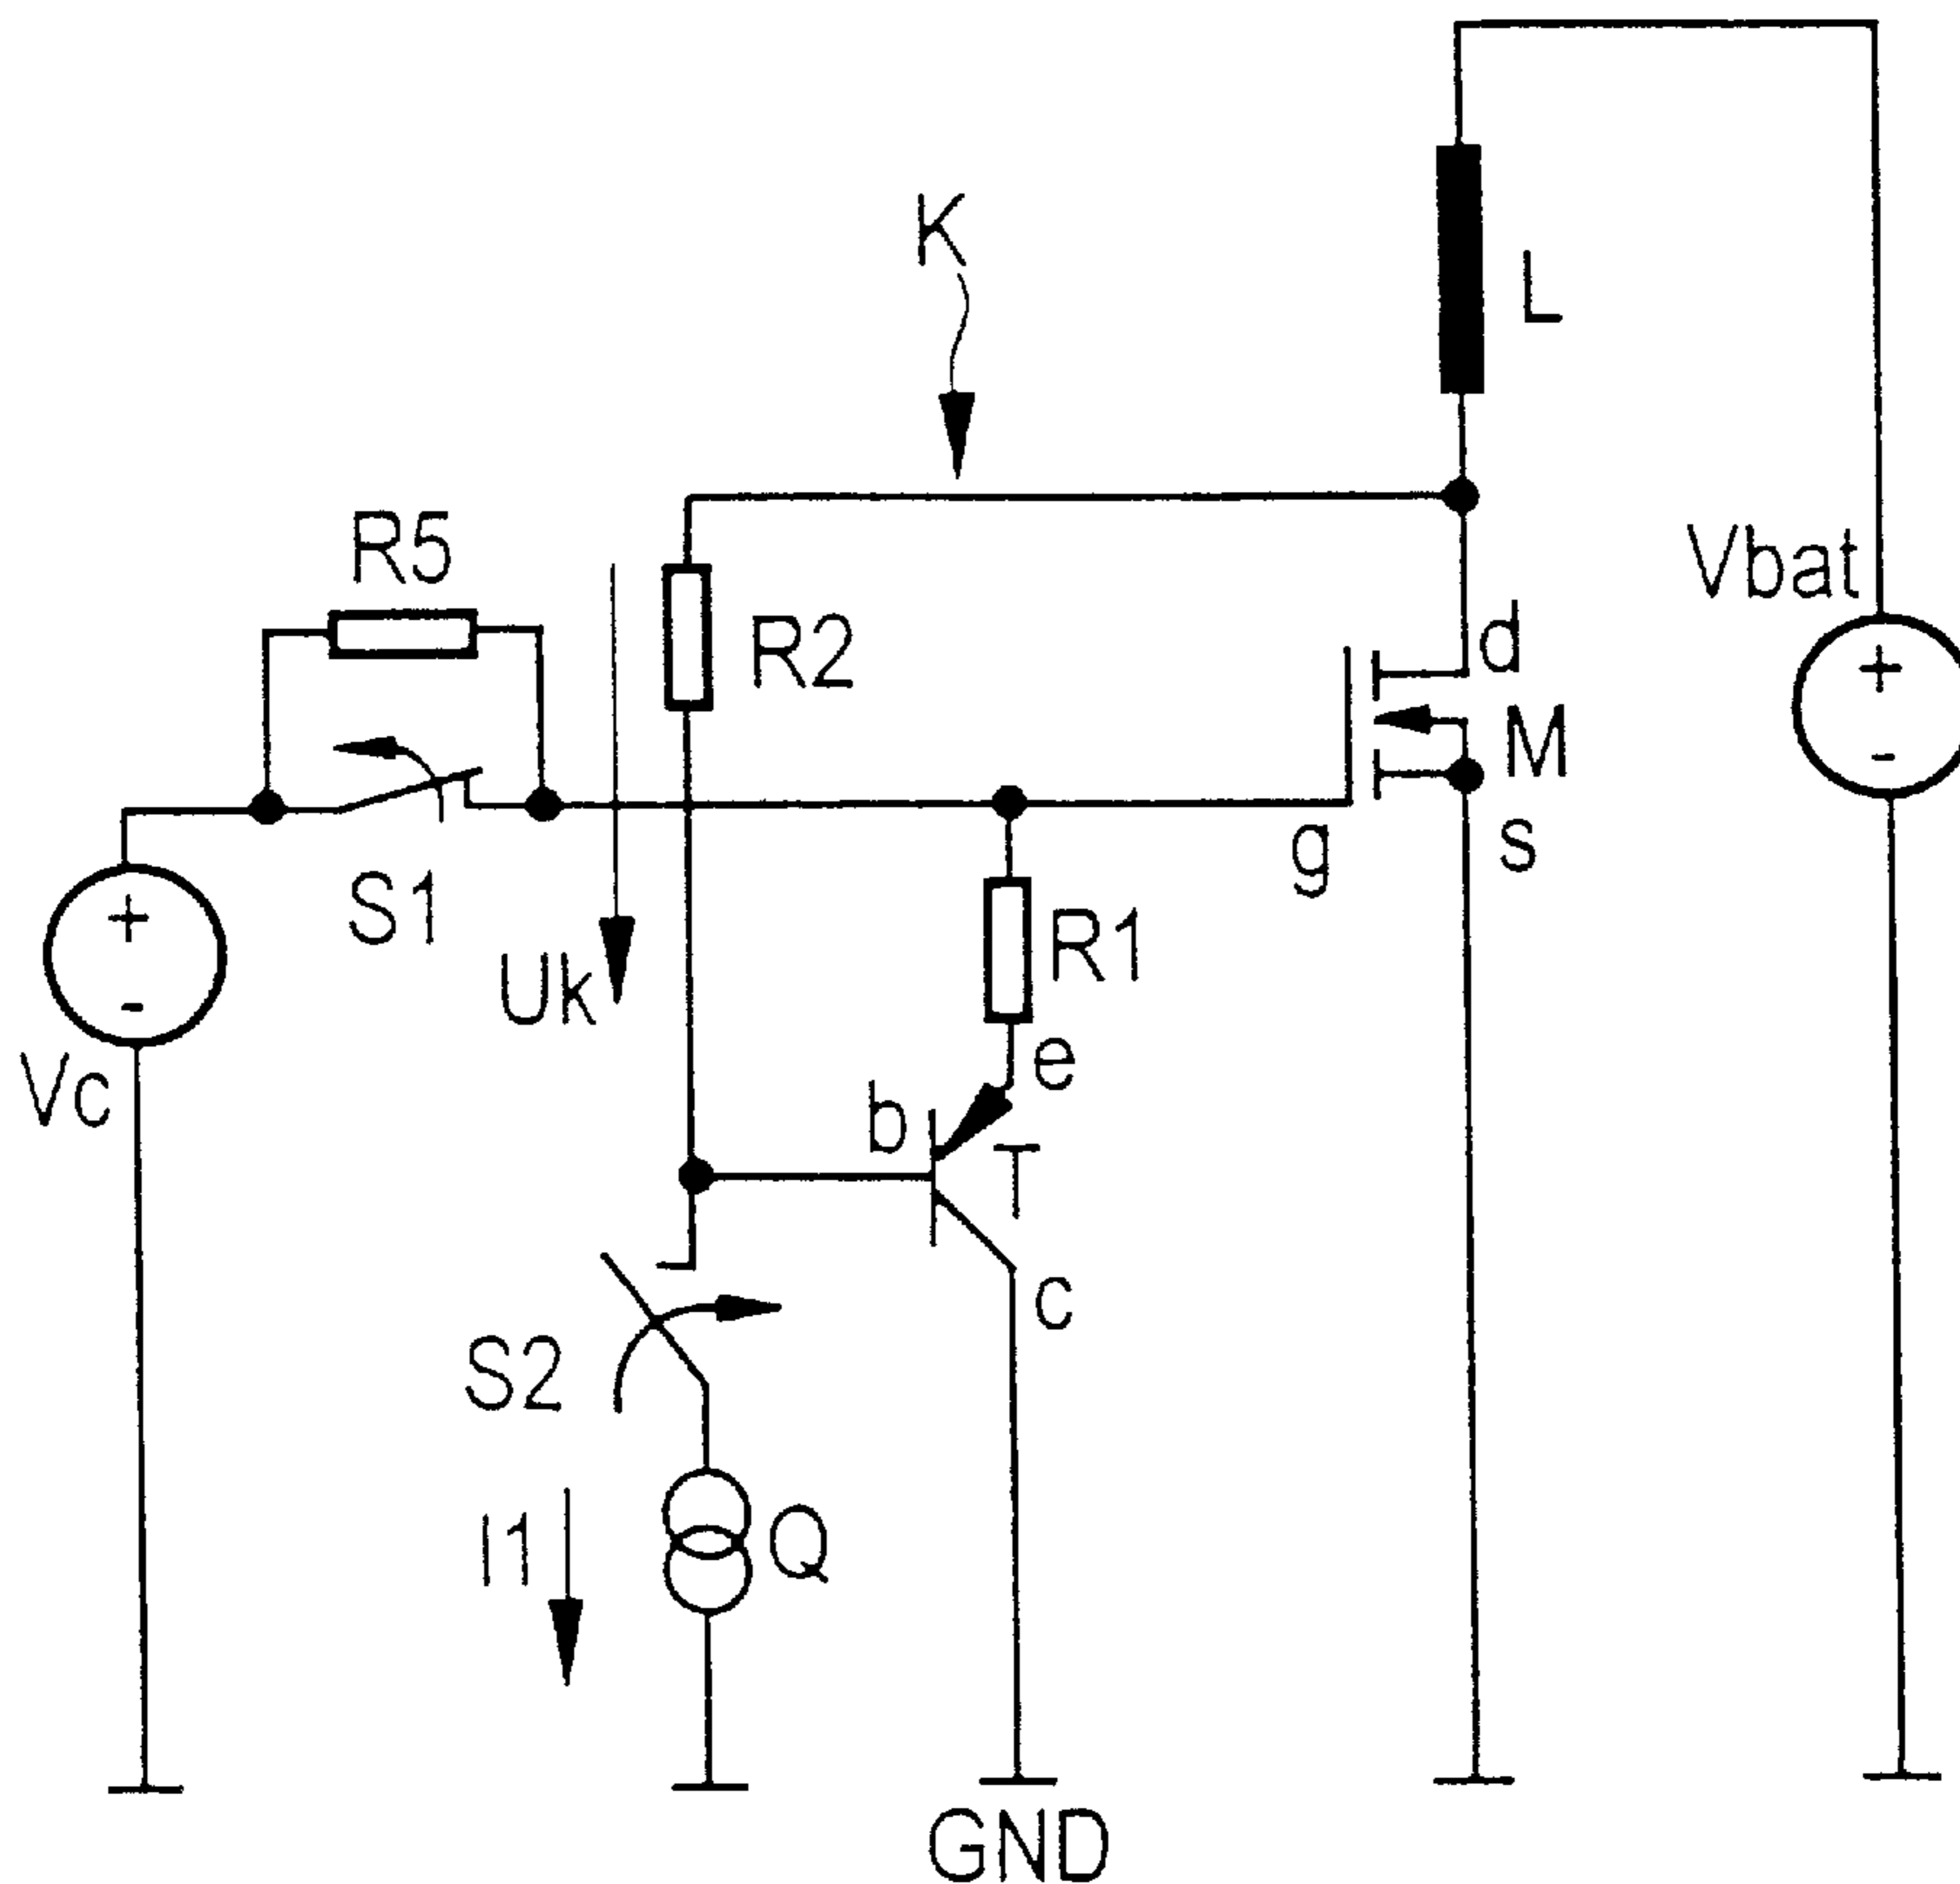 K
L
R5
R2
Vbat
+
-
d
M
s
g
S1
+
-
Vc
Uk
R1
e
b
T
c
S2
I1
Q
GND